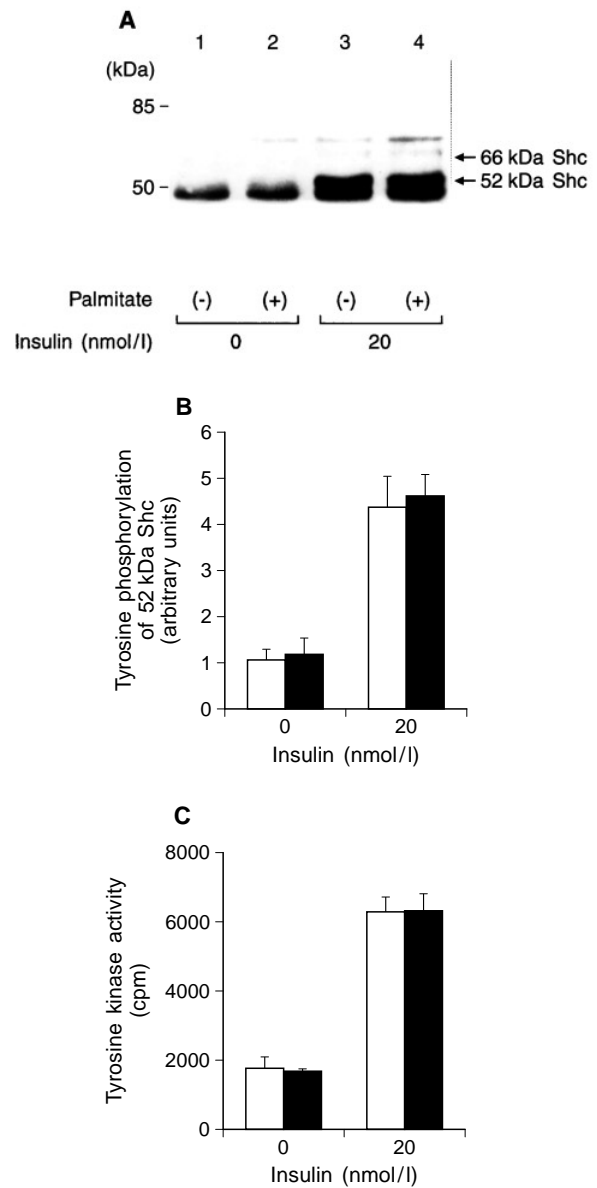 A
1 2 3 4
(kDa)
85
66 kDa Shc
52 kDa Shc
50
Palmitate (-) (+) (-) (+)
Insulin (nmol/l) 0 20
B
Tyrosine phosphorylation
of 52 kDa Shc
(arbitrary units)
6
5
4
3
2
1
0
0 20
Insulin (nmol/l)
C
Tyrosine kinase activity
(cpm)
8000
6000
4000
2000
0
0 20
Insulin (nmol/l)